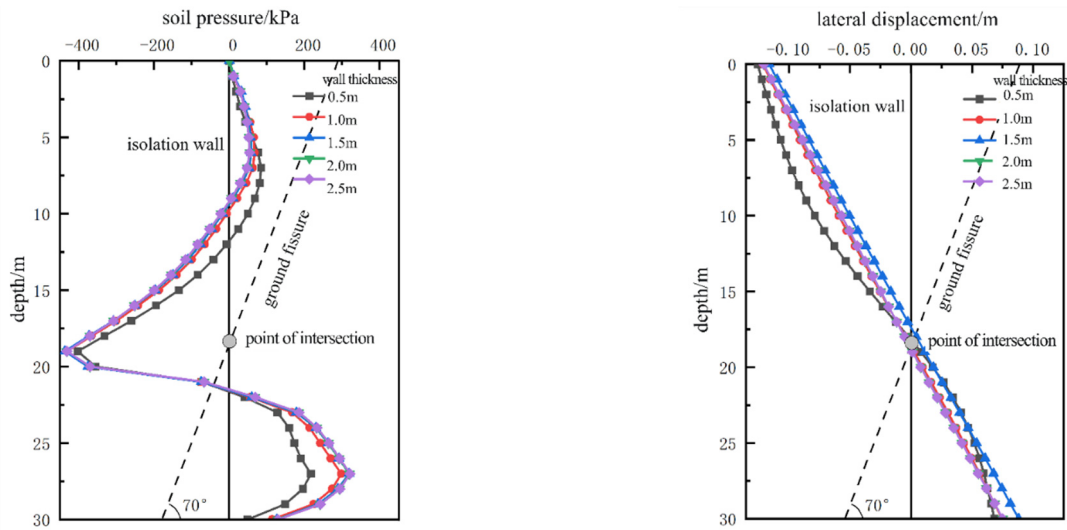 soil pressure/kPa
-400 -200 0 200 400
wall thickness
0.5m
1.0m
1.5m
2.0m
2.5m
isolation wall
ground fissure
point of intersection
70°
depth/m
0
5
10
15
20
25
30
lateral displacement/m
-0.10 -0.05 0.00 0.05 0.10
wall thickness
0.5m
1.0m
1.5m
2.0m
2.5m
isolation wall
ground fissure
point of intersection
70°
depth/m
0
5
10
15
20
25
30